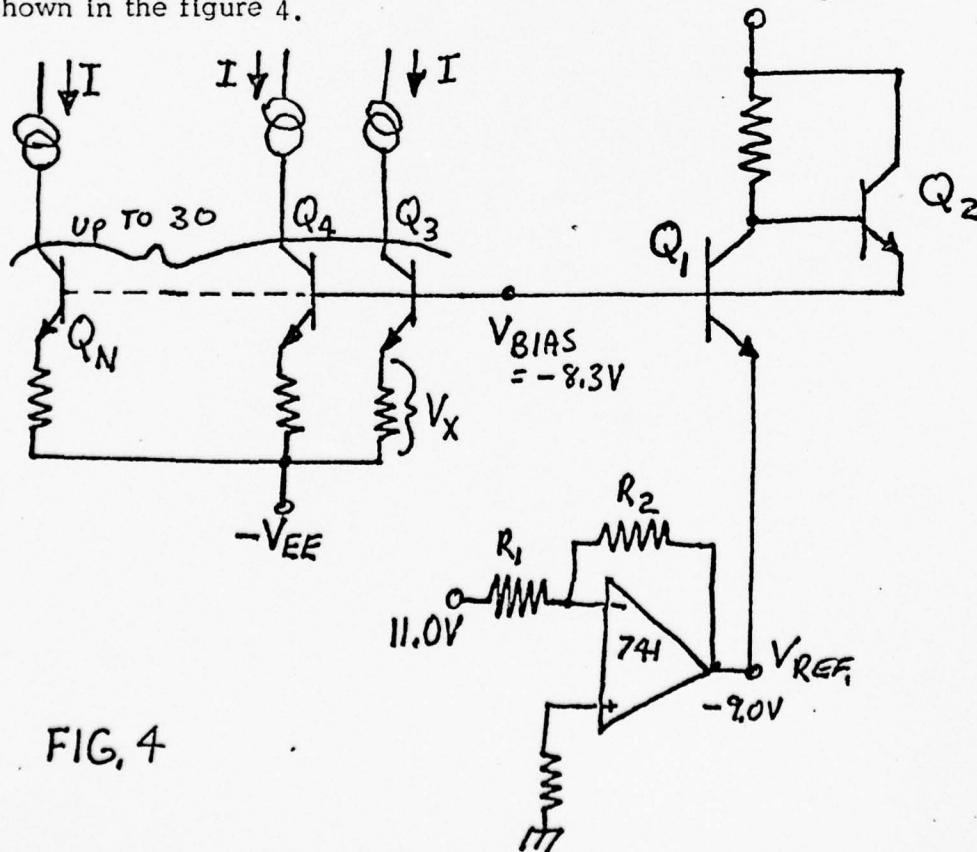 hown in the figure 4.
I
I
I
UP TO 30
Q4
Q3
Q2
Q1
QN
VBIAS
= -8.3V
VX
-VEE
R2
R1
11.0V
-
741
+
VREF1
-9.0V
FIG. 4